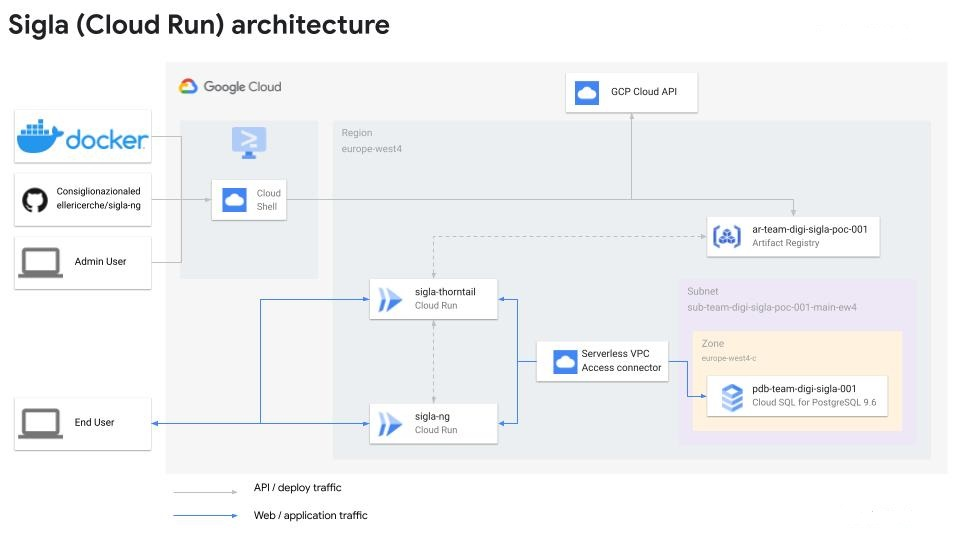 Sigla (Cloud Run) architecture
Google Cloud
GCP Cloud API
docker
Region
europe-west4
Consiglionazionaled
ellericerche/sigla-ng
Cloud
Shell
Admin User
ar-team-digi-sigla-poc-001
Artifact Registry
sigla-thorntail
Cloud Run
Subnet
sub-team-digi-sigla-poc-001-main-ew4
Zone
europe-west4-c
Serverless VPC
Access connector
pdb-team-digi-sigla-001
Cloud SQL for PostgreSQL 9.6
End User
sigla-ng
Cloud Run
API / deploy traffic
Web / application traffic